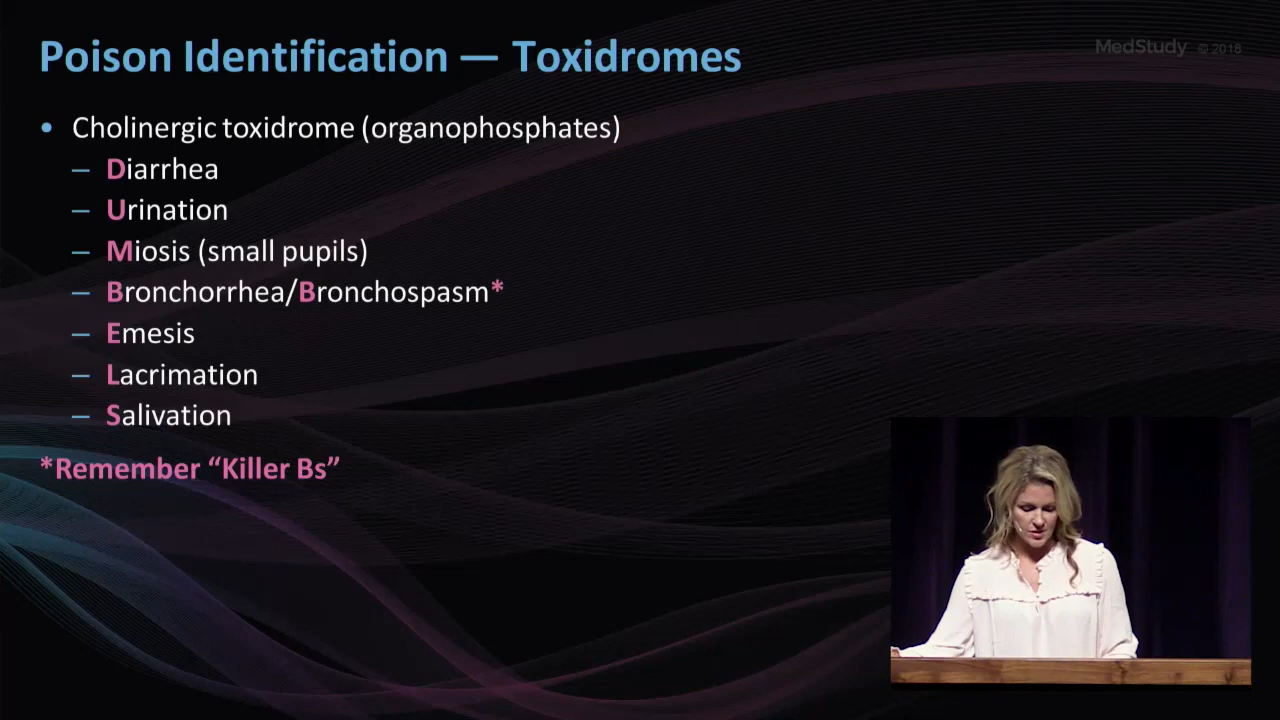 Poison Identification — Toxidromes
MedStudy © 2018
• Cholinergic toxidrome (organophosphates)
– Diarrhea
– Urination
– Miosis (small pupils)
– Bronchorrhea/Bronchospasm*
– Emesis
– Lacrimation
– Salivation
*Remember “Killer Bs”